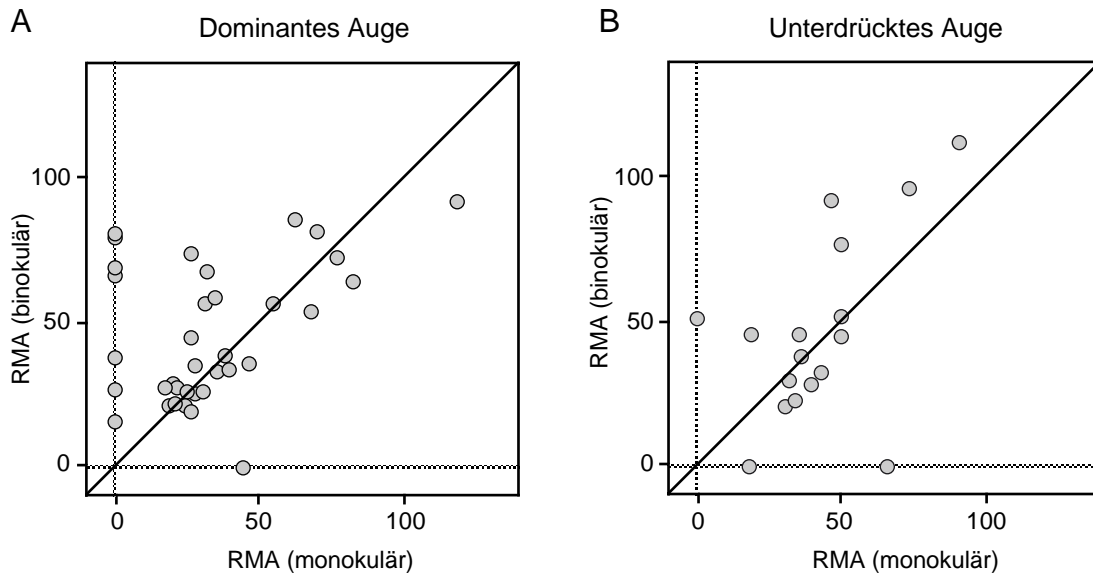 A
Dominantes Auge
RMA (binokulär)
100
50
0
0
50
100
RMA (monokulär)
B
Unterdrücktes Auge
RMA (binokulär)
100
50
0
0
50
100
RMA (monokulär)